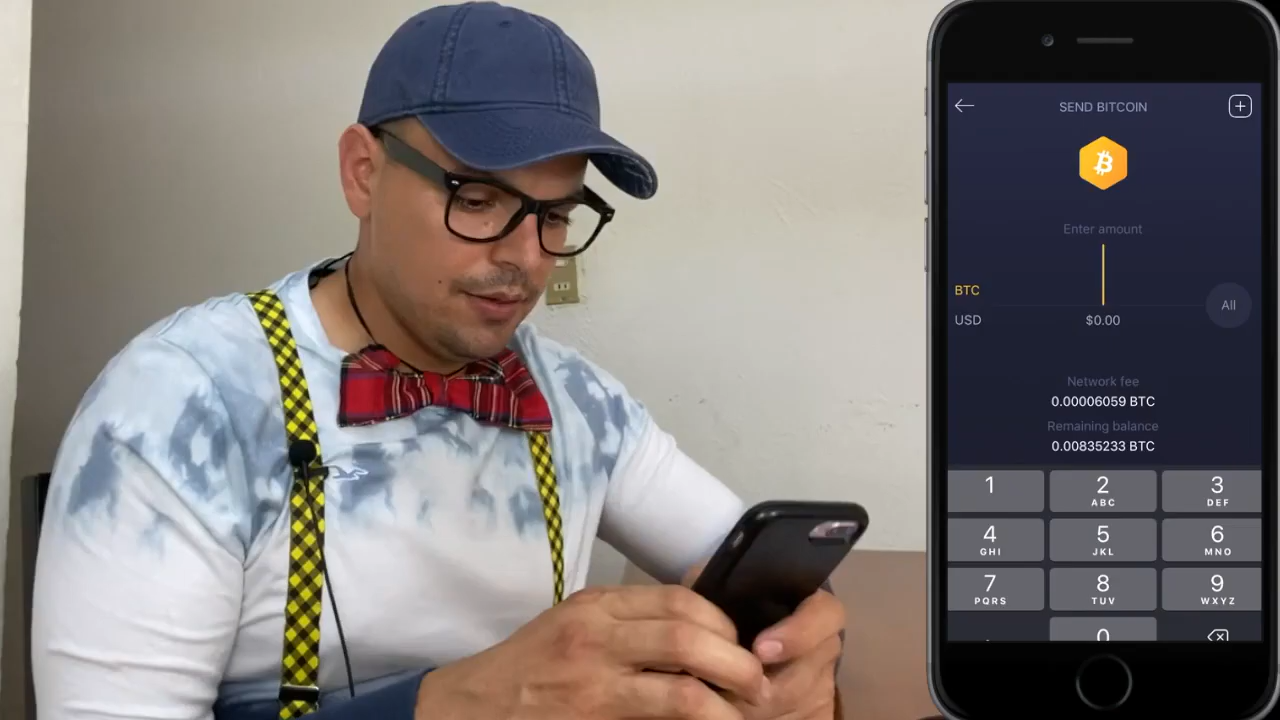 SEND BITCOIN
Enter amount
BTC
All
USD
$0.00
Network fee
0.00006059 BTC
Remaining balance
0.00835233 BTC
1
2
ABC
3
DEF
4
GHI
5
JKL
6
MNO
7
PQRS
8
TUV
9
WXYZ
.
0